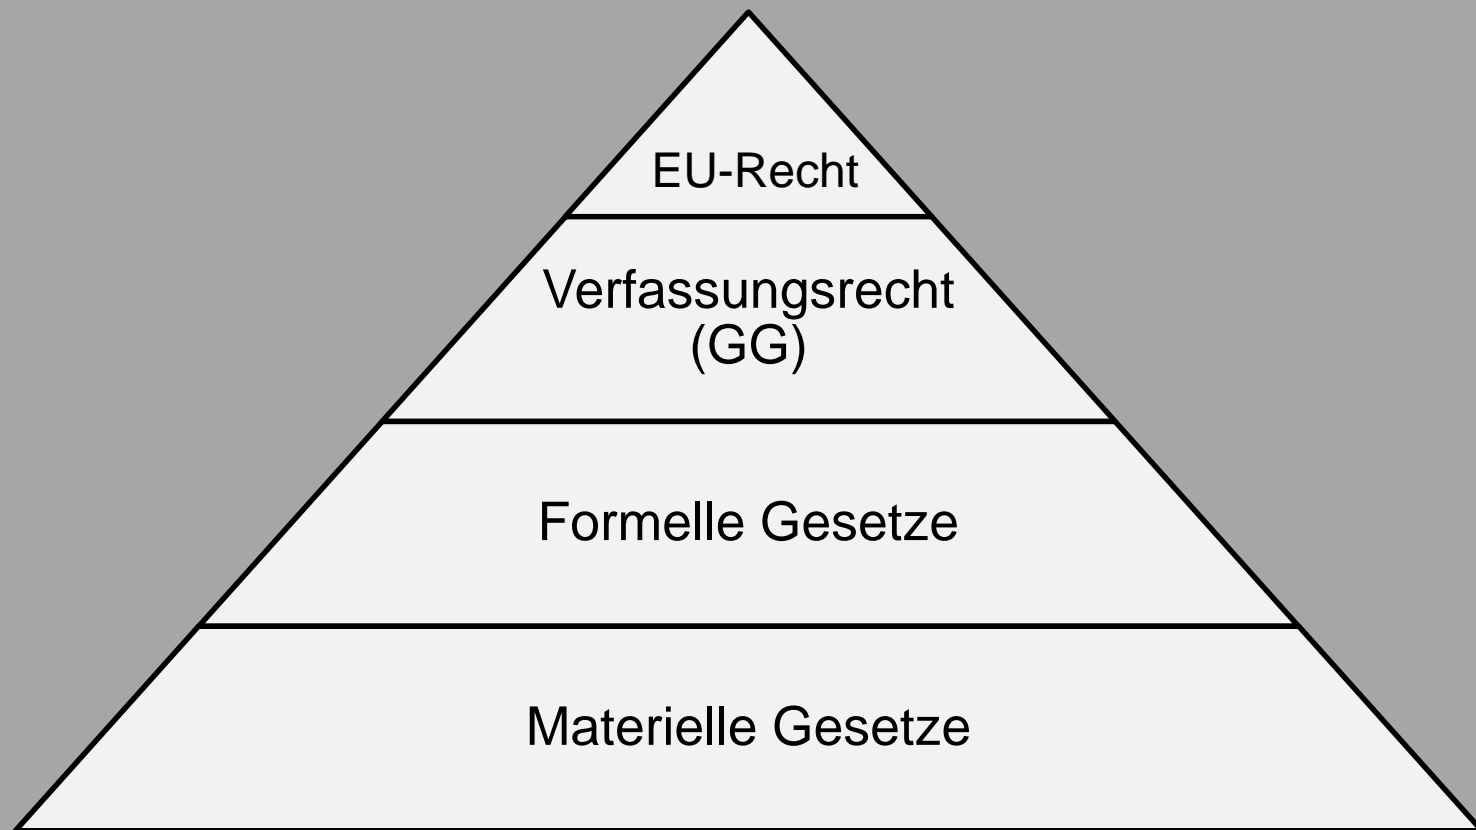 EU-Recht
Verfassungsrecht
(GG)
Formelle Gesetze
Materielle Gesetze